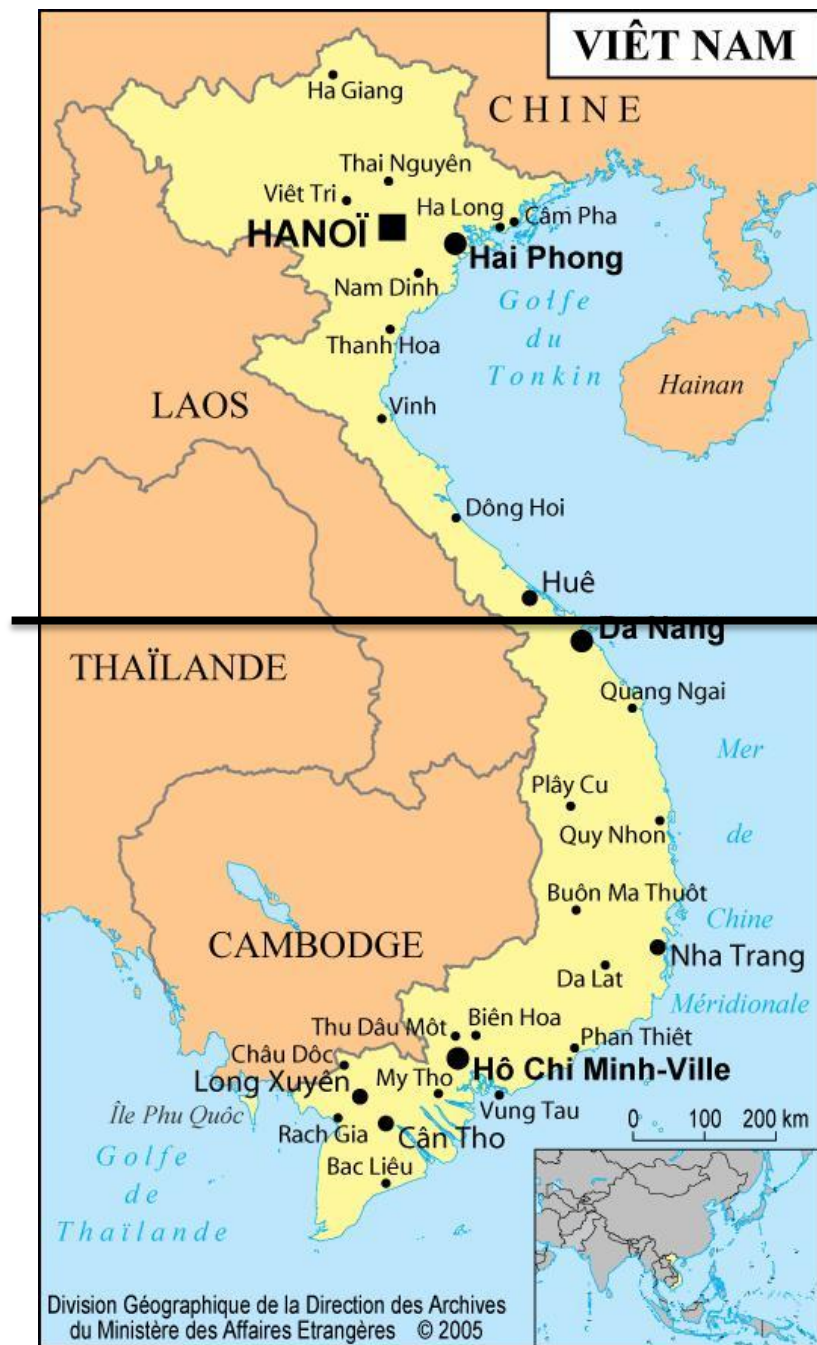 VIÊT NAM
Ha Giang
CHINE
Thai Nguyên
Viêt Tri
Ha Long
Câm Pha
HANOÏ
Hai Phong
Nam Dinh
Golfe
du
Tonkin
Thanh Hoa
Hainan
LAOS
Vinh
Dông Hoi
Huê
Da Nang
THAÏLANDE
Quang Ngai
Mer
de
Chine
Méridionale
Plây Cu
Quy Nhon
Buôn Ma Thuôt
CAMBODGE
Nha Trang
Da Lat
Thu Dâu Môt
Biên Hoa
Phan Thiêt
Châu Dôc
Hô Chi Minh-Ville
Long Xuyên
My Tho
Vung Tau
Île Phu Quôc
Rach Gia
Cân Tho
0 100 200 km
Golfe
de
Thaïlande
Bac Liêu
Division Géographique de la Direction des Archives
du Ministère des Affaires Etrangères © 2005